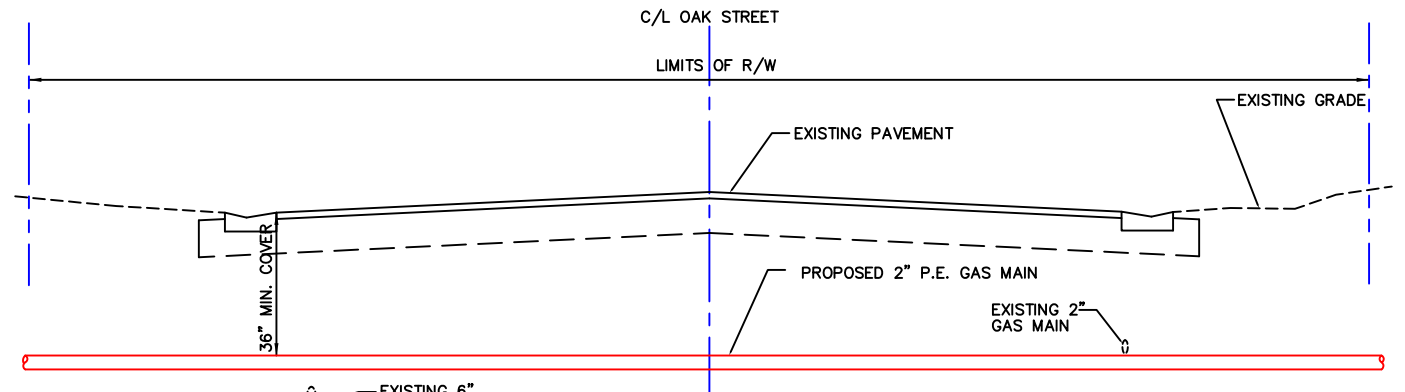 C/L OAK STREET
LIMITS OF R/W
EXISTING GRADE
EXISTING PAVEMENT
36" MIN. COVER
PROPOSED 2" P.E. GAS MAIN
EXISTING 2"
GAS MAIN
EXISTING 6"